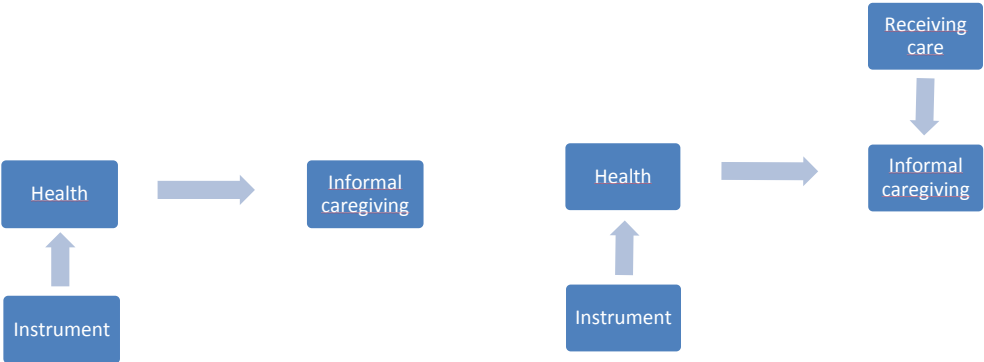 Health
Informal
caregiving
Instrument
Receiving
care
Health
Informal
caregiving
Instrument